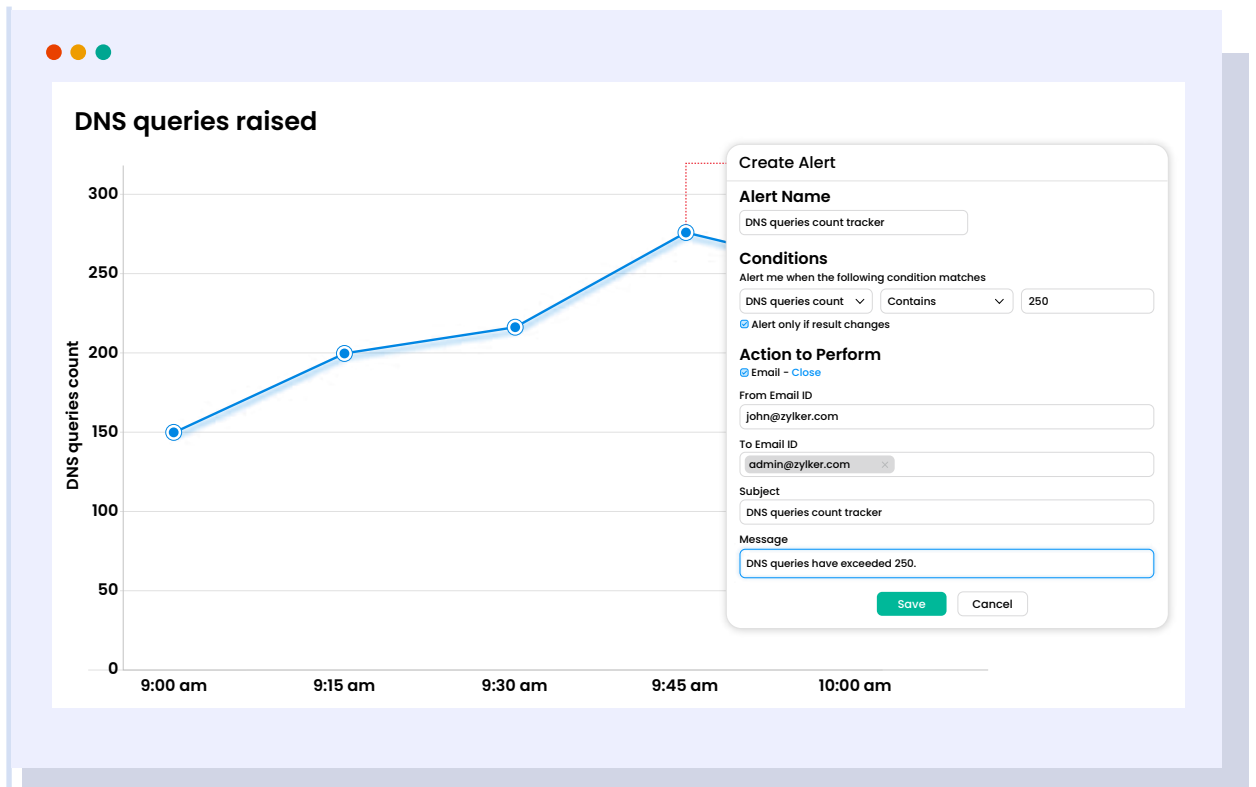 DNS queries raised
DNS queries count
300
250
200
150
100
50
0
9:00 am 9:15 am 9:30 am 9:45 am 10:00 am
Create Alert
Alert Name
DNS queries count tracker
Conditions
Alert me when the following condition matches
DNS queries count Contains 250
Alert only if result changes
Action to Perform
Email - Close
From Email ID
john@zylker.com
To Email ID
admin@zylker.com ×
Subject
DNS queries count tracker
Message
DNS queries have exceeded 250.
Save Cancel